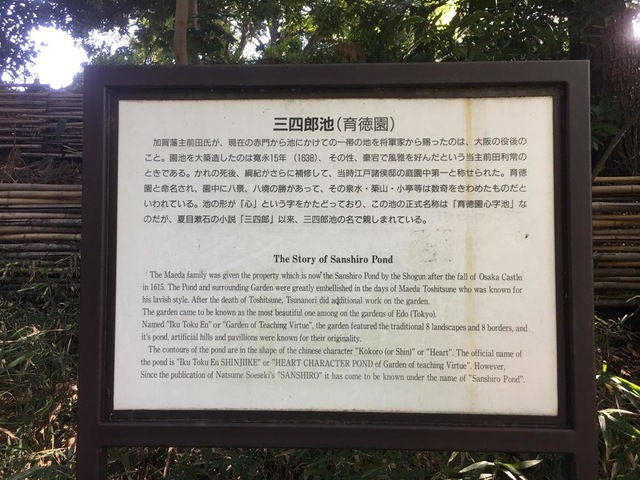 三四郎池(育徳園)
加賀藩主前田氏が、現在の赤門から池にかけての一帯の地を将軍家から賜ったのは、大阪の役後の
こと。園池を大築造したのは寛永15年（1638）、その性、豪宕で風雅を好んだという当主前田利常の
ときである。かれの死後、綱紀がさらに補修して、当時江戸諸侯邸の庭園中第一と称せられた。育徳
園と命名され、園中に八景、八境の勝があって、その泉水・築山・小亭等は数奇をきわめたものだと
いわれている。池の形が「心」という字をかたどっており、この池の正式名称は「育徳園心字池」な
のだが、夏目漱石の小説「三四郎」以来、三四郎池の名で親しまれている。
The Story of Sanshiro Pond
The Maeda family was given the property which is now the Sanshiro Pond by the Shogun after the fall of Osaka Castle
in 1615. The Pond and surrounding Garden were greatly embellished in the days of Maeda Toshitsune who was known for
his lavish style. After the death of Toshitsune, Tsunanori did additional work on the garden.
The garden came to be known as the most beautiful one among on the gardens of Edo (Tokyo).
Named "Iku Toku En" or "Garden of Teaching Virtue", the garden featured the traditional 8 landscapes and 8 borders, and
it's pond, artificial hills and pavillions were known for their originality.
The contours of the pond are in the shape of the chinese character "Kokoro (or Shin)" or "Heart". The official name of
the pond is "Iku Toku En SHINJIIKE" or "HEART CHARACTER POND of Garden of teaching Virtue". However,
Since the publication of Natsume Soeseki's "SANSHIRO" it has come to be known under the name of "Sanshiro Pond".